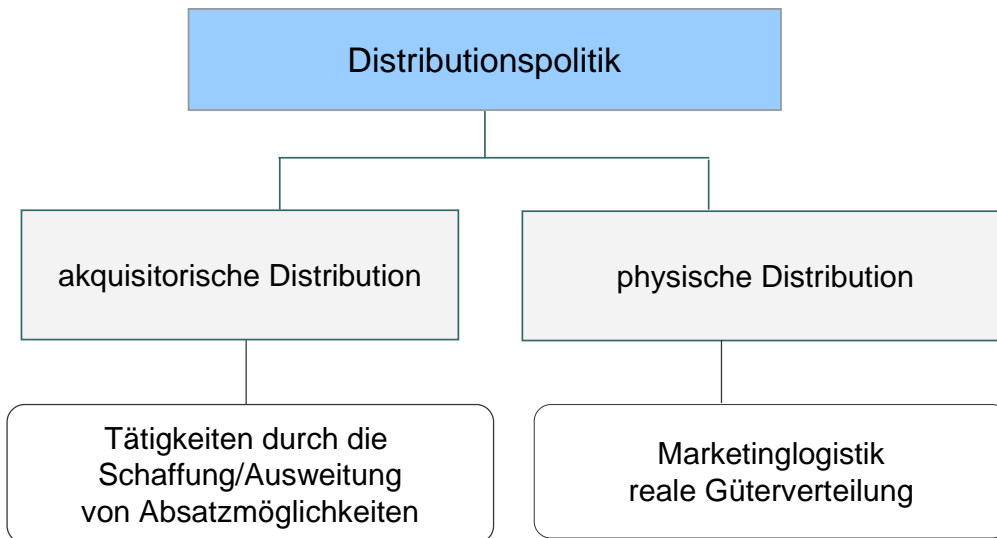 Distributionspolitik
akquisitorische Distribution
physische Distribution
Tätigkeiten durch die
Schaffung/Ausweitung
von Absatzmöglichkeiten
Marketinglogistik
reale Güterverteilung